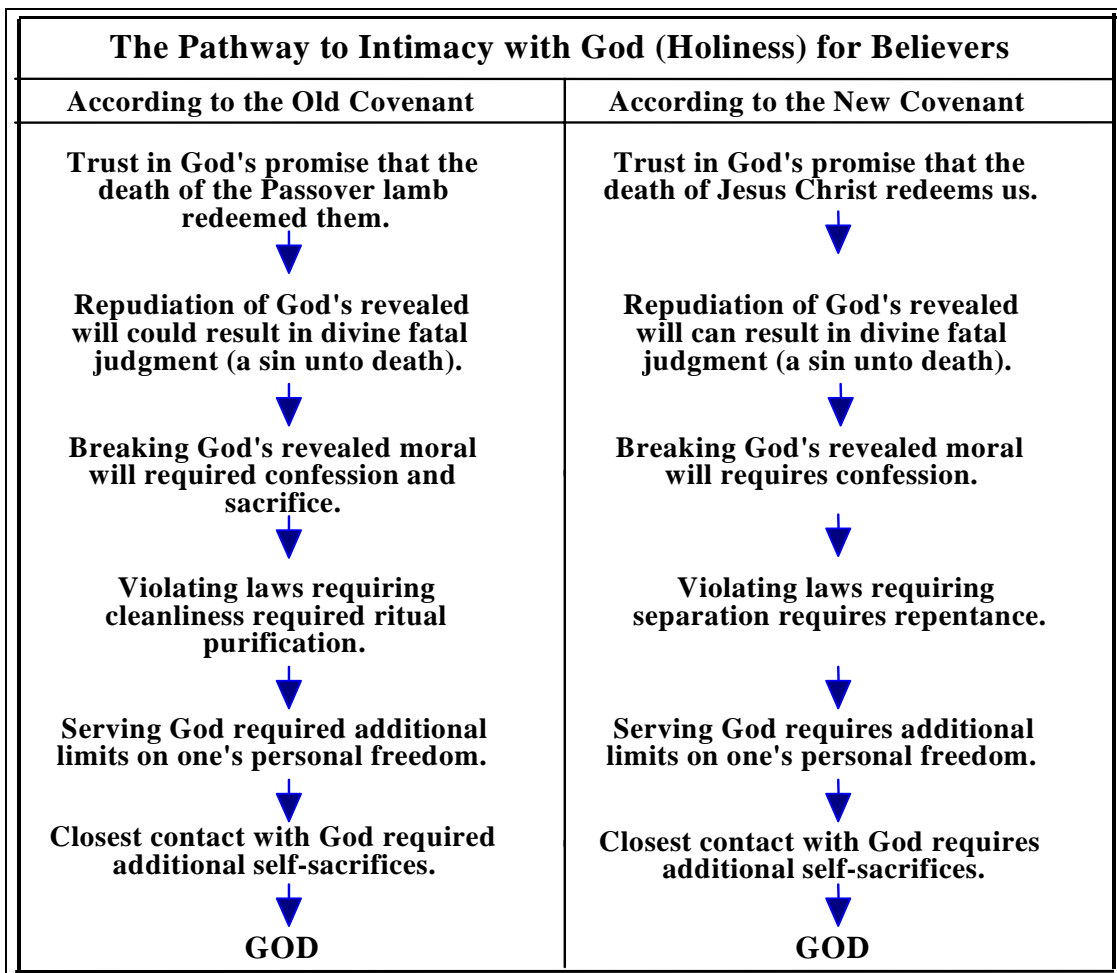 The Pathway to Intimacy with God (Holiness) for Believers
According to the Old Covenant
Trust in God's promise that the
death of the Passover lamb
redeemed them.
Repudiation of God's revealed
will could result in divine fatal
judgment (a sin unto death).
Breaking God's revealed moral
will required confession and
sacrifice.
Violating laws requiring
cleanliness required ritual
purification.
Serving God required additional
limits on one's personal freedom.
Closest contact with God required
additional self-sacrifices.
GOD
According to the New Covenant
Trust in God's promise that the
death of Jesus Christ redeems us.
Repudiation of God's revealed
will can result in divine fatal
judgment (a sin unto death).
Breaking God's revealed moral
will requires confession.
Violating laws requiring
separation requires repentance.
Serving God requires additional
limits on one's personal freedom.
Closest contact with God requires
additional self-sacrifices.
GOD